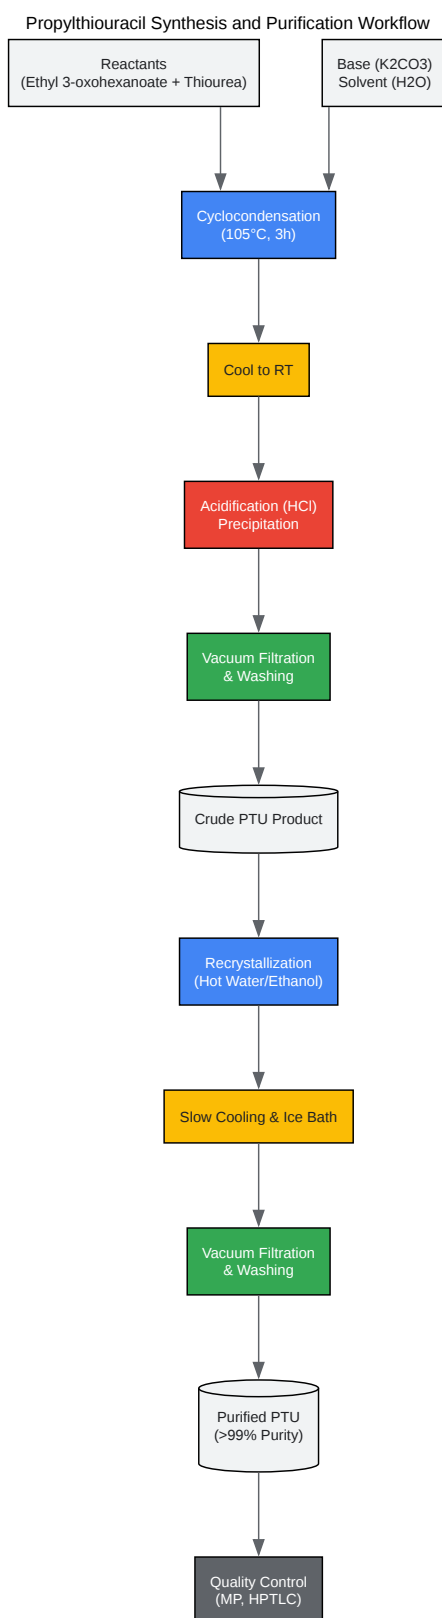 Propylthiouracil Synthesis and Purification Workflow
Reactants
(Ethyl 3-oxohexanoate + Thiourea)
Base (K2CO3)
Solvent (H2O)
Cyclocondensation
(105°C, 3h)
Cool to RT
Acidification (HCl)
Precipitation
Vacuum Filtration
& Washing
Crude PTU Product
Recrystallization
(Hot Water/Ethanol)
Slow Cooling & Ice Bath
Vacuum Filtration
& Washing
Purified PTU
(>99% Purity)
Quality Control
(MP, HPTLC)